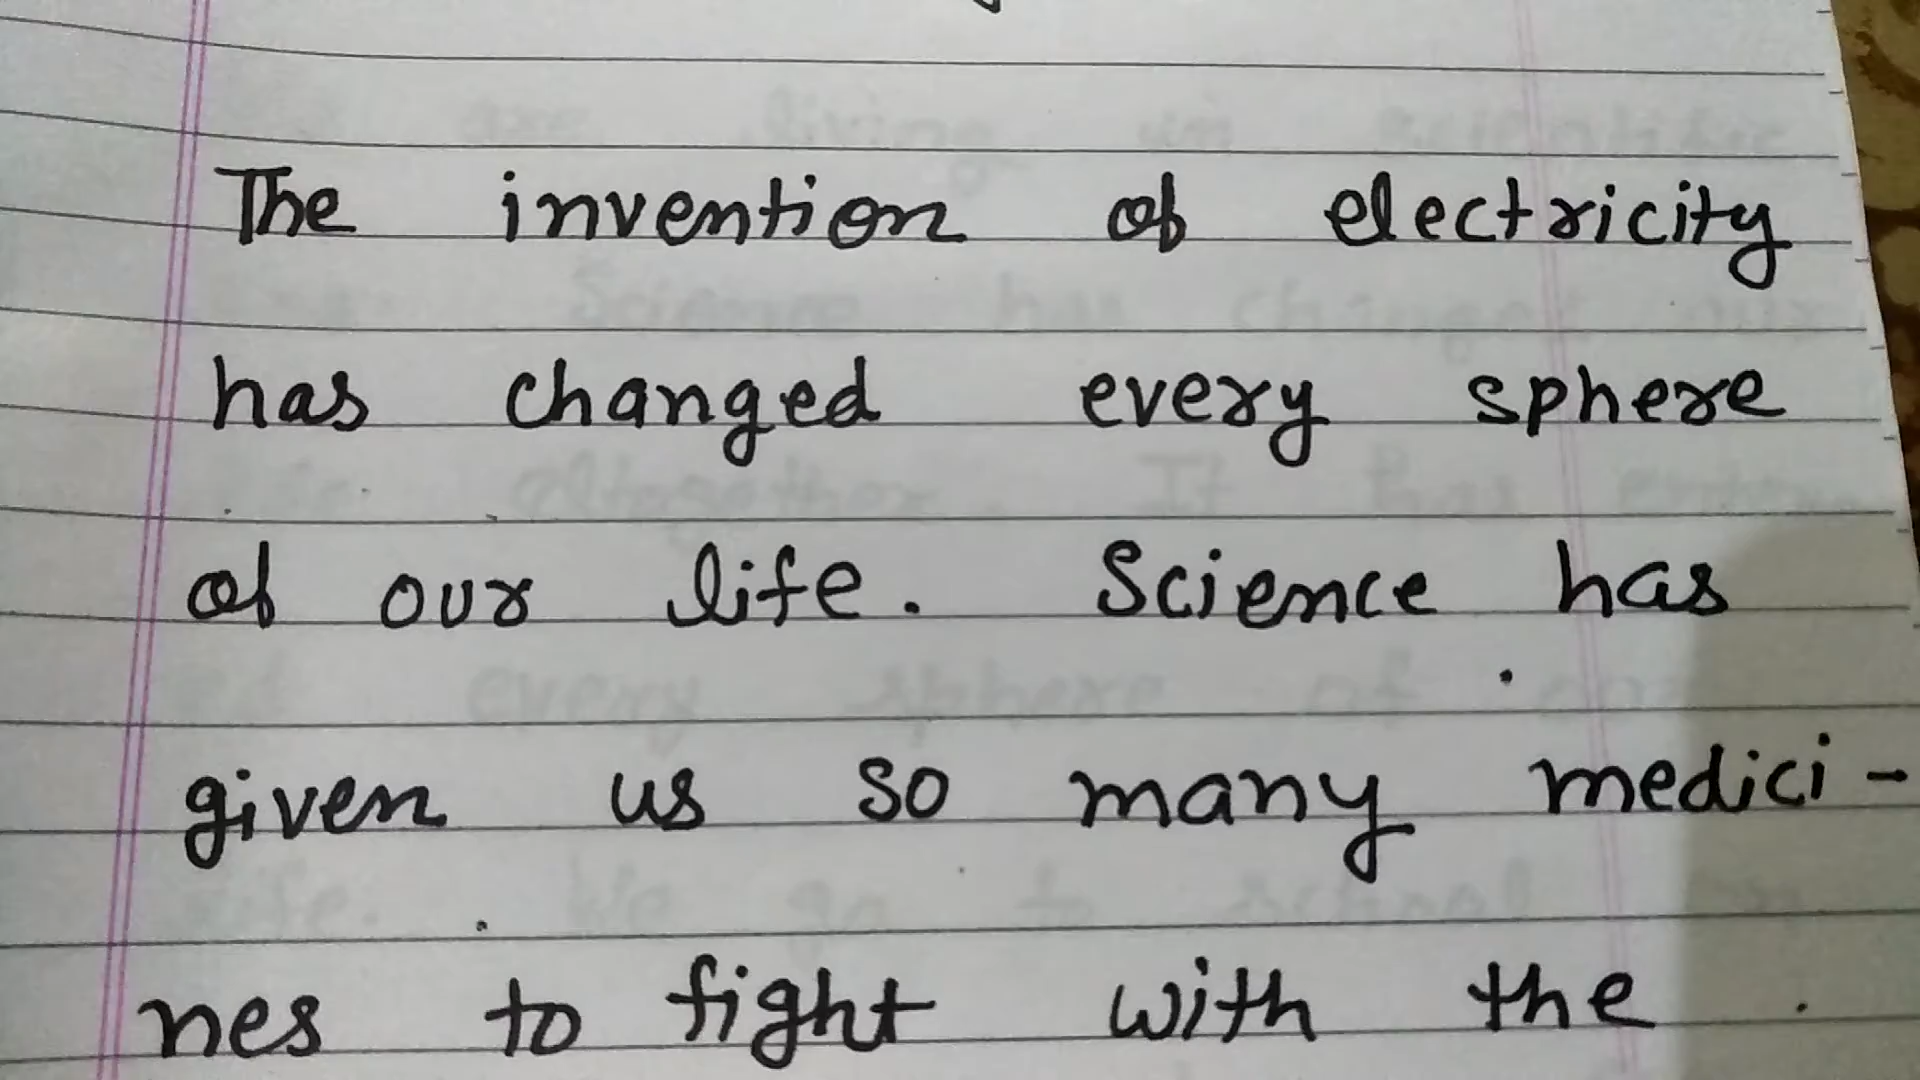 The invention of electricity
has changed every sphere
of our life. Science has
given us so many medici-
nes to fight with the